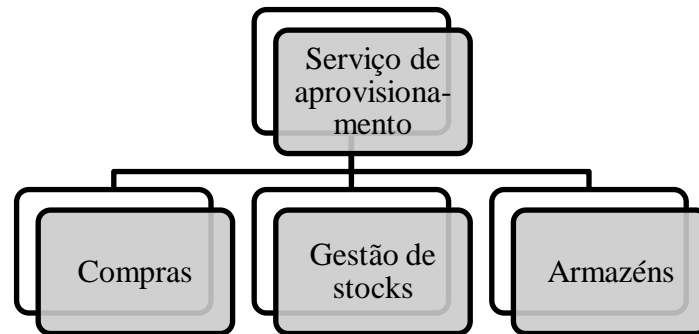 Serviço de
aprovisiona-
mento
Compras
Gestão de
stocks
Armazéns